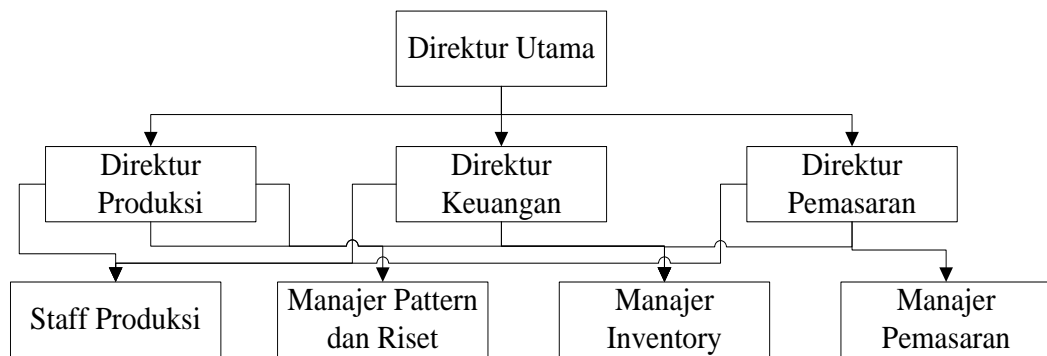 Direktur Utama
Direktur
Produksi
Direktur
Keuangan
Direktur
Pemasaran
Staff Produksi
Manajer Pattern
dan Riset
Manajer
Inventory
Manajer
Pemasaran